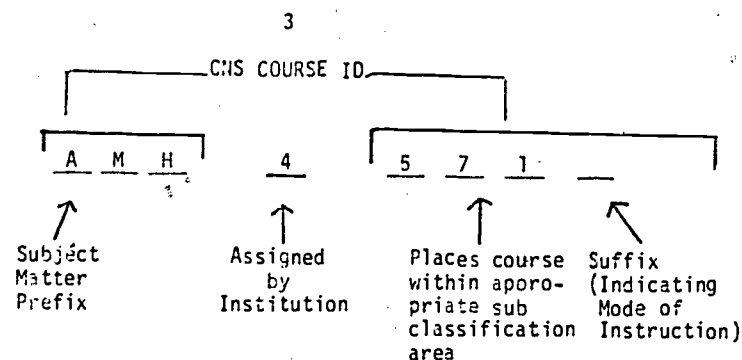 3
CNS COURSE ID
A M H 4 5 7 1
Subject Assigned Places course Suffix
Matter by within aporo- (Indicating
Prefix Institution priate sub Mode of
classification Instruction)
area